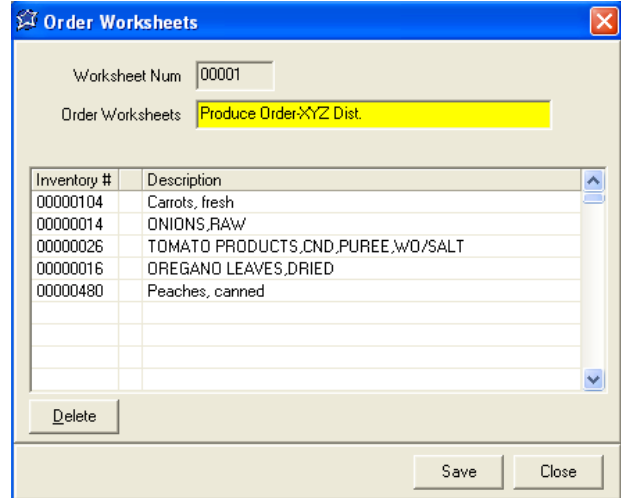 Order Worksheets
Worksheet Num 00001
Order Worksheets Produce Order-XYZ Dist.
Inventory # Description
00000104 Carrots, fresh
00000014 ONIONS,RAW
00000026 TOMATO PRODUCTS,CND,PUREE,WO/SALT
00000016 OREGANO LEAVES,DRIED
00000480 Peaches, canned
Delete
Save Close